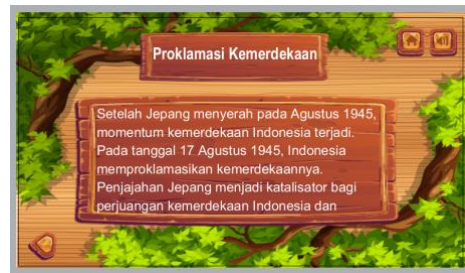 Proklamasi Kemerdekaan
Setelah Jepang menyerah pada Agustus 1945,
momentum kemerdekaan Indonesia terjadi.
Pada tanggal 17 Agustus 1945, Indonesia
memproklamasikan kemerdekaannya.
Penjajahan Jepang menjadi katalisator bagi
perjuangan kemerdekaan Indonesia dan